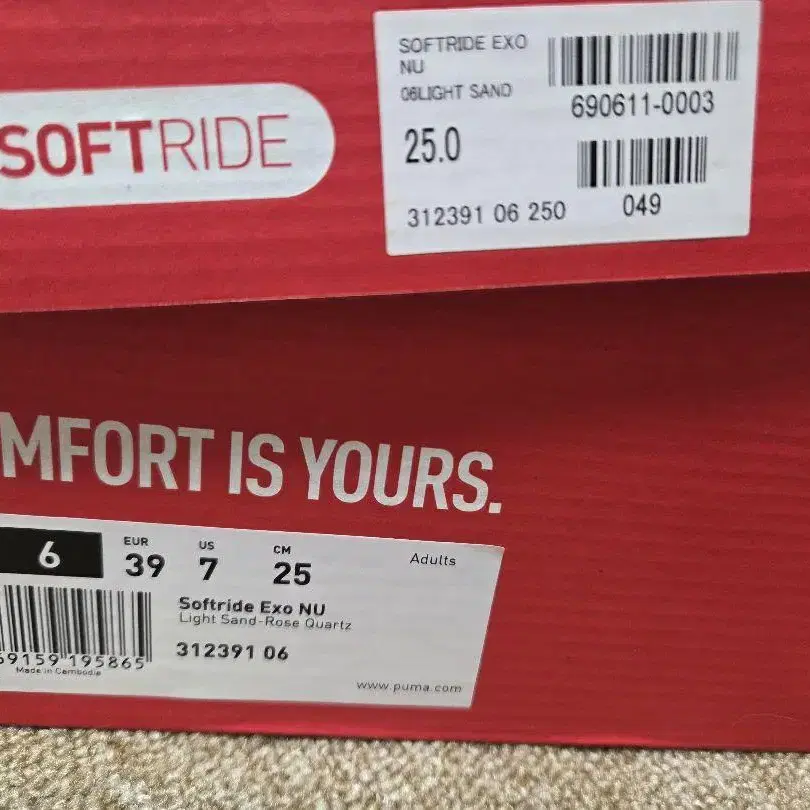 SOFTRIDE
SOFTRIDE EXO
NU
06LIGHT SAND
690611-0003
25.0
312391 06 250
049
MFORT IS YOURS.
6
EUR
39
US
7
CM
25
Adults
Softride Exo NU
Light Sand-Rose Quartz
69159 195865
312391 06
Made in Cambodia
www.puma.com